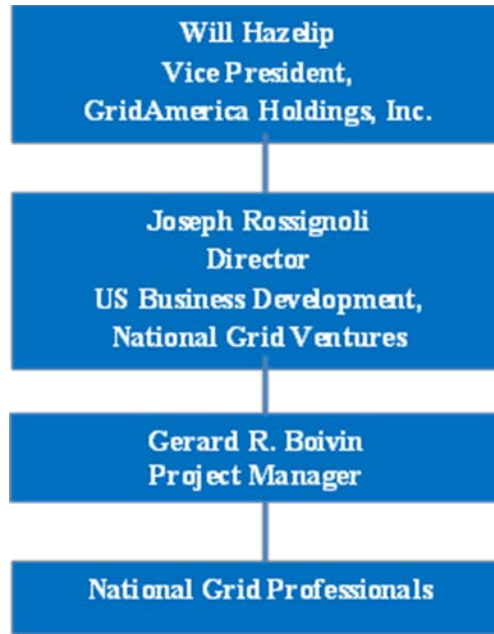 Will Hazelip
Vice President,
GridAmerica Holdings, Inc.
Joseph Rossignoli
Director
US Business Development,
National Grid Ventures
Gerard R. Boivin
Project Manager
National Grid Professionals